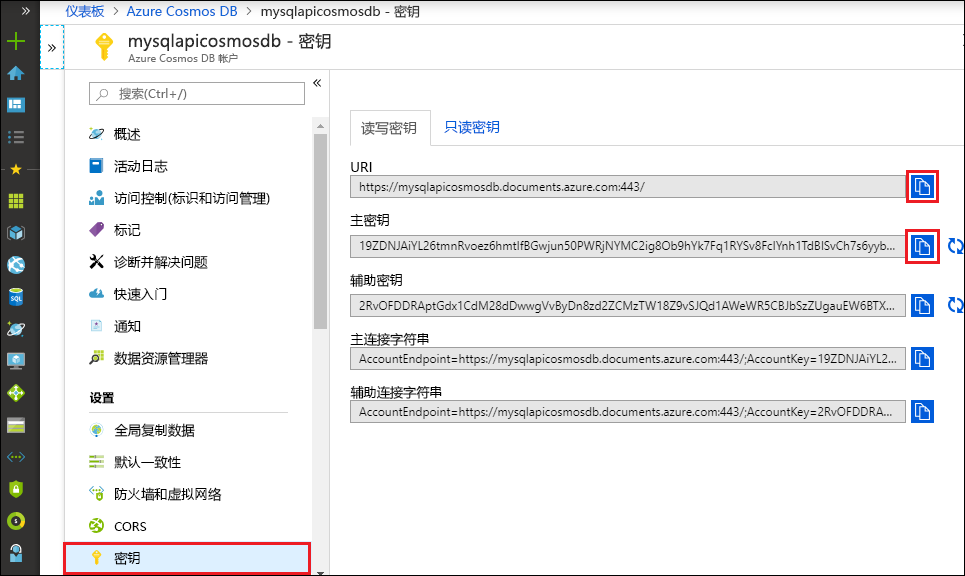 仪表板 > Azure Cosmos DB > mysqlapicosmosdb - 密钥
mysqlapicosmosdb - 密钥
Azure Cosmos DB 帐户
搜索(Ctrl+/)
概述
活动日志
访问控制(标识和访问管理)
标记
诊断并解决问题
快速入门
通知
数据资源管理器
设置
全局复制数据
默认一致性
防火墙和虚拟网络
CORS
密钥
读写密钥 只读密钥
URI
https://mysqlapicosmosdb.documents.azure.com:443/
主密钥
辅助密钥
主连接字符串
AccountEndpoint=https://mysqlapicosmosdb.documents.azure.com:443/;AccountKey=19ZDNJAiYL2...
辅助连接字符串
AccountEndpoint=https://mysqlapicosmosdb.documents.azure.com:443/;AccountKey=2RvOFDDRA...